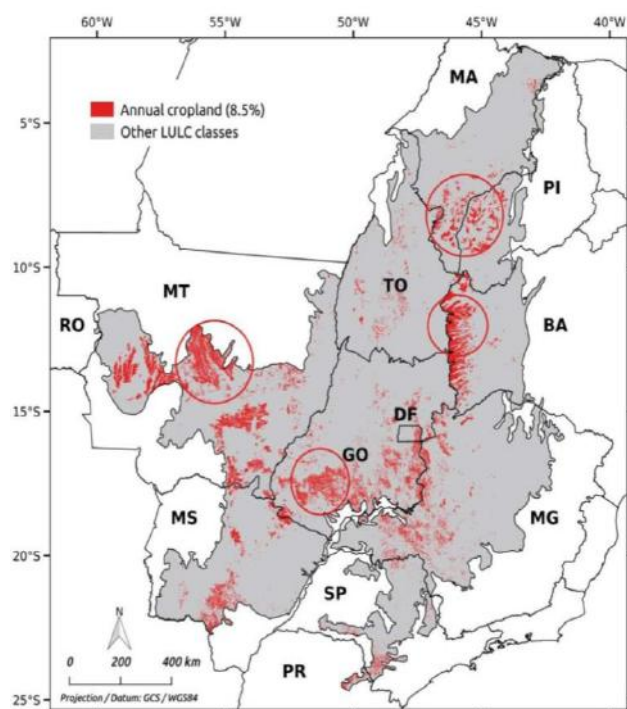 60°W 55°W 50°W 45°W 40°W
MA
Annual cropland (8.5%)
Other LULC classes
5°S
PI
10°S
MT
TO
RO
BA
15°S
DF
GO
MS
MG
20°S
SP
N
0 200 400 km
PR
Projection / Datum: GCS / WGS84
25°S